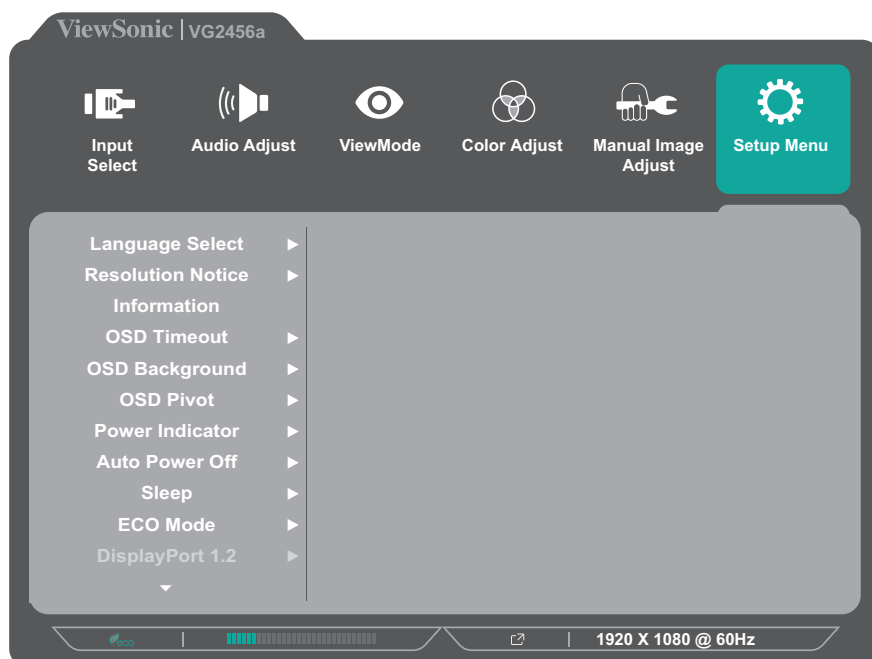 ViewSonic | VG2456a
Input
Select
Audio Adjust
ViewMode
Color Adjust
Manual Image
Adjust
Setup Menu
Language Select
Resolution Notice
Information
OSD Timeout
OSD Background
OSD Pivot
Power Indicator
Auto Power Off
Sleep
ECO Mode
DisplayPort 1.2
eco
1920 X 1080 @ 60Hz